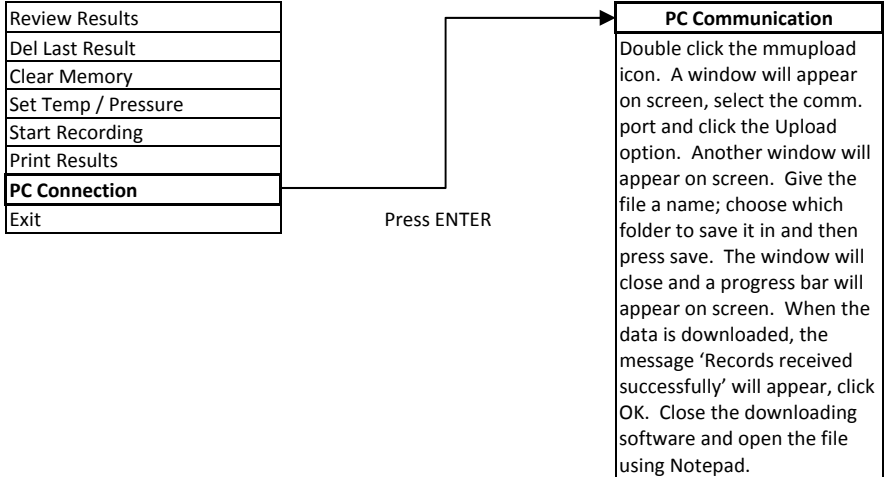 Review Results
Del Last Result
Clear Memory
Set Temp / Pressure
Start Recording
Print Results
PC Connection
Exit
Press ENTER
PC Communication
Double click the mmupload
icon.  A window will appear
on screen, select the comm.
port and click the Upload
option.  Another window will
appear on screen.  Give the
file a name; choose which
folder to save it in and then
press save.  The window will
close and a progress bar will
appear on screen.  When the
data is downloaded, the
message ‘Records received
successfully’ will appear, click
OK.  Close the downloading
software and open the file
using Notepad.